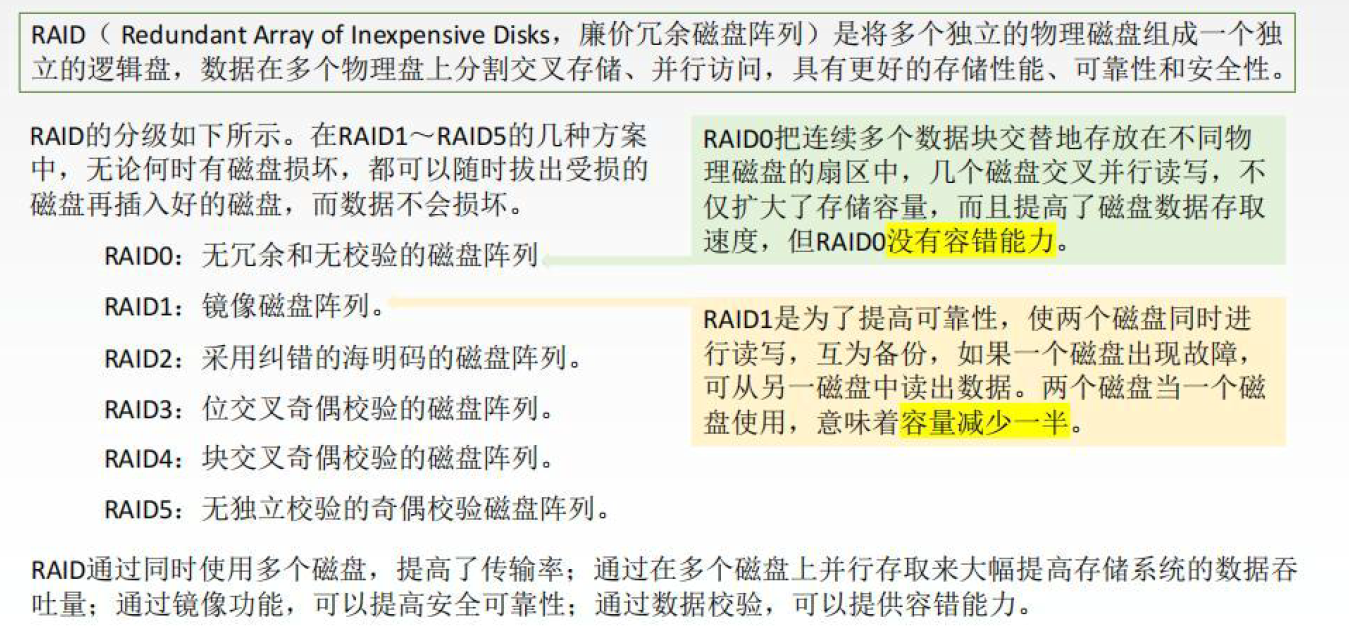 RAID（ Redundant Array of Inexpensive Disks，廉价冗余磁盘阵列）是将多个独立的物理磁盘组成一个独
立的逻辑盘，数据在多个物理盘上分割交叉存储、并行访问，具有更好的存储性能、可靠性和安全性。
RAID的分级如下所示。在RAID1～RAID5的几种方案
中，无论何时有磁盘损坏，都可以随时拔出受损的
磁盘再插入好的磁盘，而数据不会损坏。
RAID0：无冗余和无校验的磁盘阵列
RAID1：镜像磁盘阵列。
RAID2：采用纠错的海明码的磁盘阵列。
RAID3：位交叉奇偶校验的磁盘阵列。
RAID4：块交叉奇偶校验的磁盘阵列。
RAID5：无独立校验的奇偶校验磁盘阵列。
RAID0把连续多个数据块交替地存放在不同物
理磁盘的扇区中，几个磁盘交叉并行读写，不
仅扩大了存储容量，而且提高了磁盘数据存取
速度，但RAID0没有容错能力。
RAID1是为了提高可靠性，使两个磁盘同时进
行读写，互为备份，如果一个磁盘出现故障，
可从另一磁盘中读出数据。两个磁盘当一个磁
盘使用，意味着容量减少一半。
RAID通过同时使用多个磁盘，提高了传输率；通过在多个磁盘上并行存取来大幅提高存储系统的数据吞
吐量；通过镜像功能，可以提高安全可靠性；通过数据校验，可以提供容错能力。